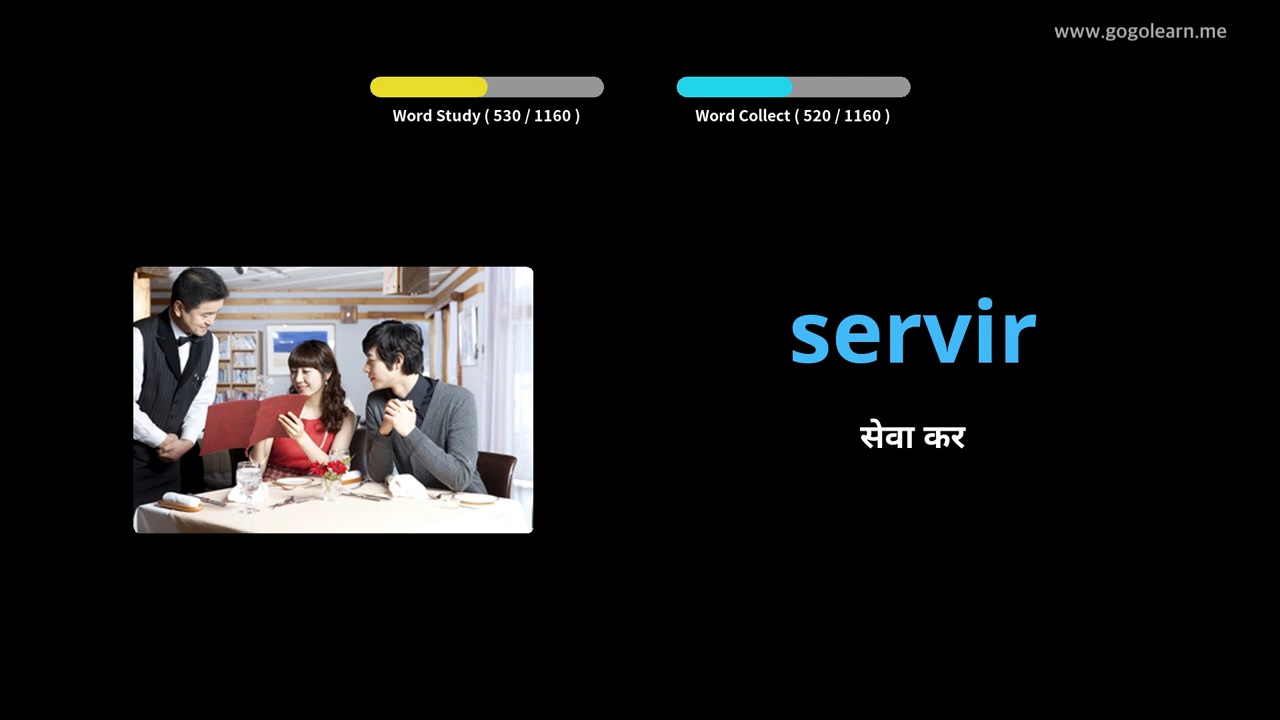 www.gogolearn.me
Word Study ( 530 / 1160 )
Word Collect ( 520 / 1160 )
servir
सेवा कर